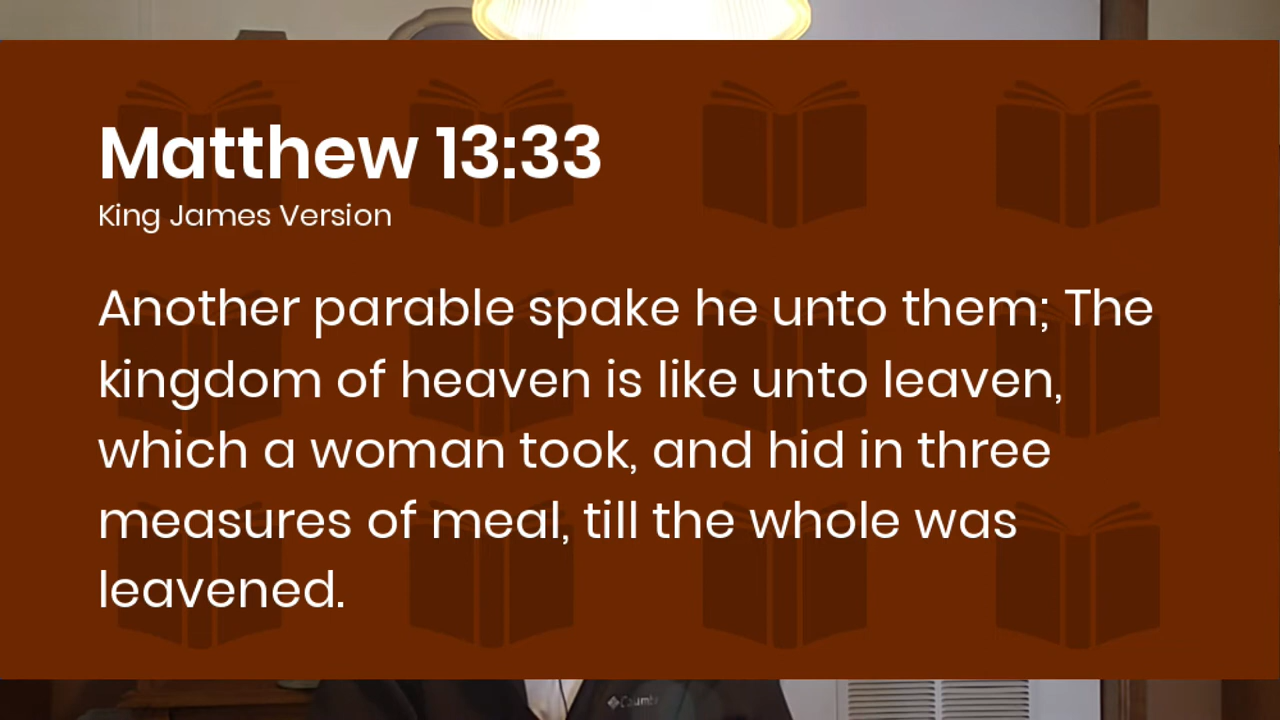 Matthew 13:33
King James Version
Another parable spake he unto them; The
kingdom of heaven is like unto leaven,
which a woman took, and hid in three
measures of meal, till the whole was
leavened.